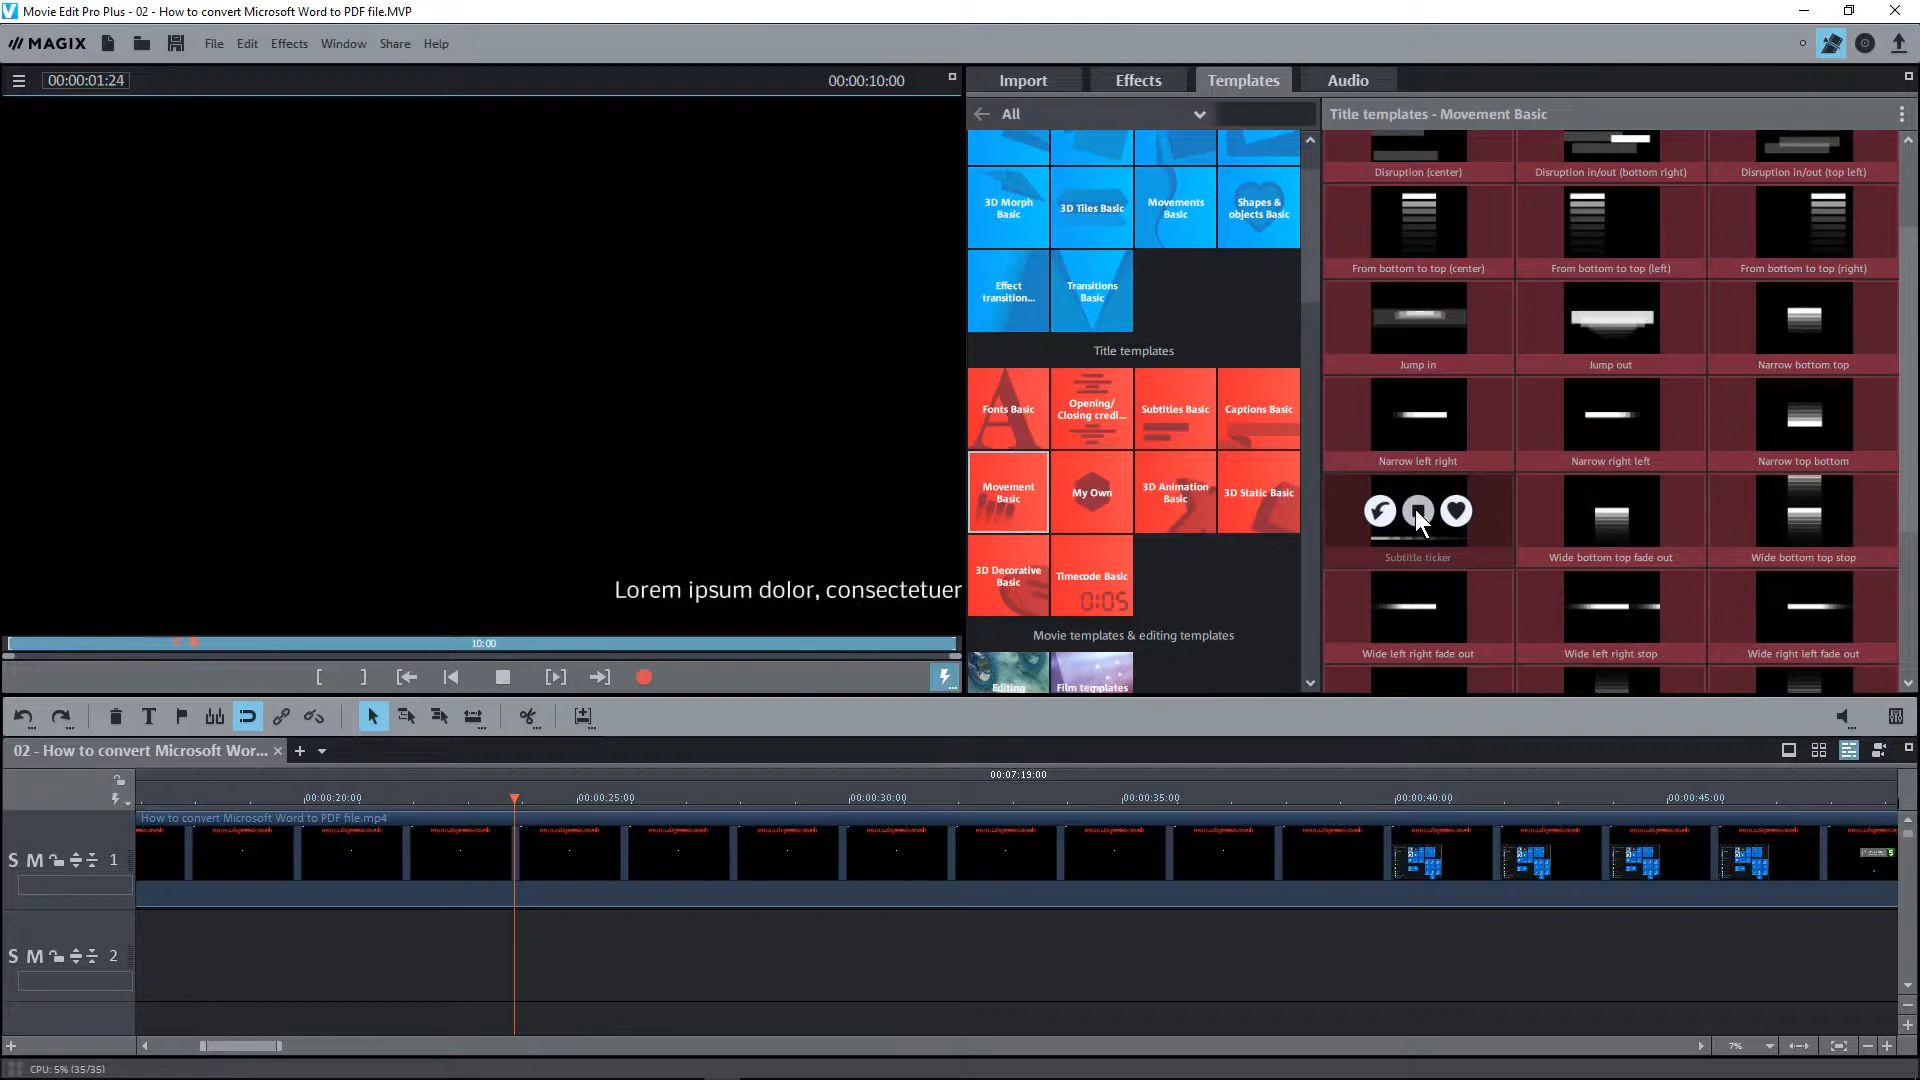 Movie Edit Pro Plus - 02 - How to convert Microsoft Word to PDF file.MVP
MAGIX File Edit Effects Window Share Help
00:00:01:24 00:00:10:00
Import Effects Templates Audio
All
Title templates - Movement Basic
Disruption (center) Disruption in/out (bottom right) Disruption in/out (top left)
3D Morph Basic 3D Tiles Basic Movements Basic Shapes & objects Basic
From bottom to top (center) From bottom to top (left) From bottom to top (right)
Effect transition... Transitions Basic
Title templates
Jump in Jump out Narrow bottom top
Fonts Basic Opening/ Closing credi... Subtitles Basic Captions Basic
Narrow left right Narrow right left Narrow top bottom
Movement Basic My Own 3D Animation Basic 3D Static Basic
Subtitle ticker Wide bottom top fade out Wide bottom top stop
3D Decorative Basic Timecode Basic
0:05
Lorem ipsum dolor, consectetuer
Movie templates & editing templates
Wide left right fade out Wide left right stop Wide right left fade out
10:00
Editing Film templates
02 - How to convert Microsoft Wor...
00:07:19:00
00:00:20:00 00:00:25:00 00:00:30:00 00:00:35:00 00:00:40:00 00:00:45:00
How to convert Microsoft Word to PDF file.mp4
S M 1
S M 2
7%
CPU: 5% (35/35)